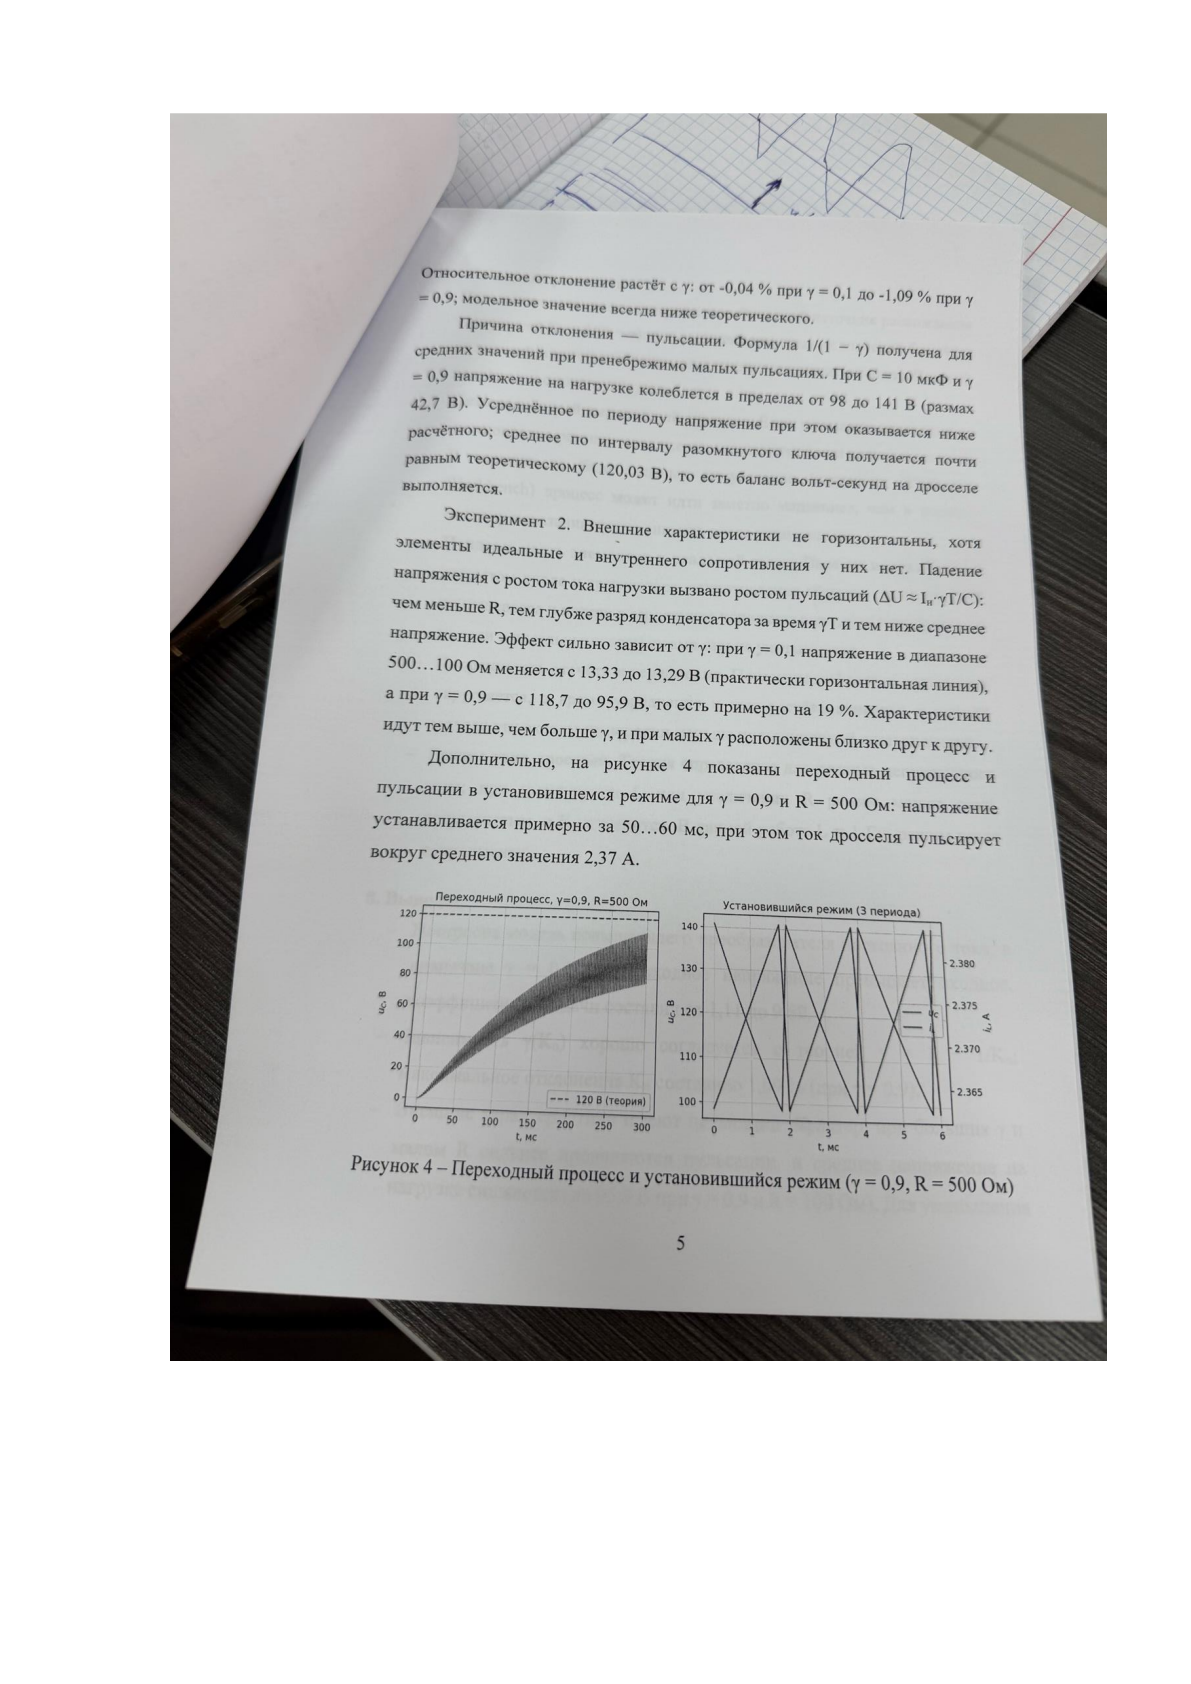 Относительное отклонение растёт с γ: от -0,04 % при γ = 0,1 до -1,09 % при γ
= 0,9; модельное значение всегда ниже теоретического.
Причина отклонения — пульсации. Формула 1/(1 − γ) получена для
средних значений при пренебрежимо малых пульсациях. При C = 10 мкФ и γ
= 0,9 напряжение на нагрузке колеблется в пределах от 98 до 141 В (размах
42,7 В). Усреднённое по периоду напряжение при этом оказывается ниже
расчётного; среднее по интервалу разомкнутого ключа получается почти
равным теоретическому (120,03 В), то есть баланс вольт-секунд на дросселе
выполняется.
Эксперимент 2. Внешние характеристики не горизонтальны, хотя
элементы идеальные и внутреннего сопротивления у них нет. Падение
напряжения с ростом тока нагрузки вызвано ростом пульсаций (ΔU ≈ Iн·γT/C):
чем меньше R, тем глубже разряд конденсатора за время γT и тем ниже среднее
напряжение. Эффект сильно зависит от γ: при γ = 0,1 напряжение в диапазоне
500…100 Ом меняется с 13,33 до 13,29 В (практически горизонтальная линия),
а при γ = 0,9 — с 118,7 до 95,9 В, то есть примерно на 19 %. Характеристики
идут тем выше, чем больше γ, и при малых γ расположены близко друг к другу.
Дополнительно, на рисунке 4 показаны переходный процесс и
пульсации в установившемся режиме для γ = 0,9 и R = 500 Ом: напряжение
устанавливается примерно за 50…60 мс, при этом ток дросселя пульсирует
вокруг среднего значения 2,37 А.
Переходный процесс, γ=0,9, R=500 Ом
120
100
80
60
40
20
0
uC, В
120 В (теория)
0 50 100 150 200 250 300
t, мс
Установившийся режим (3 периода)
140
130
120
110
100
uC, В
2.380
2.375
2.370
2.365
iL, А
uC
0 1 2 3 4 5 6
t, мс
Рисунок 4 – Переходный процесс и установившийся режим (γ = 0,9, R = 500 Ом)
5